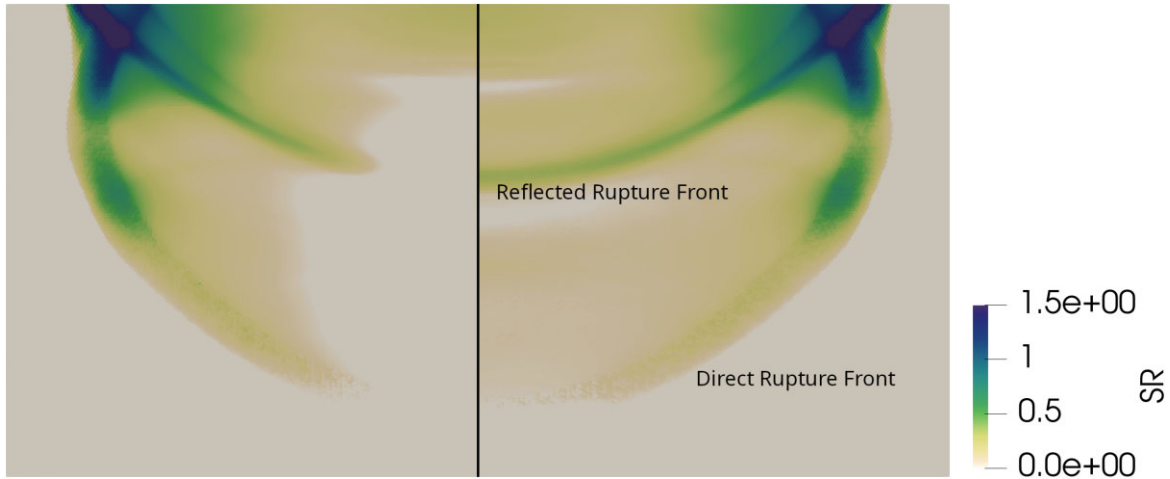 Reflected Rupture Front
Direct Rupture Front
1.5e+00
1
0.5
0.0e+00
SR